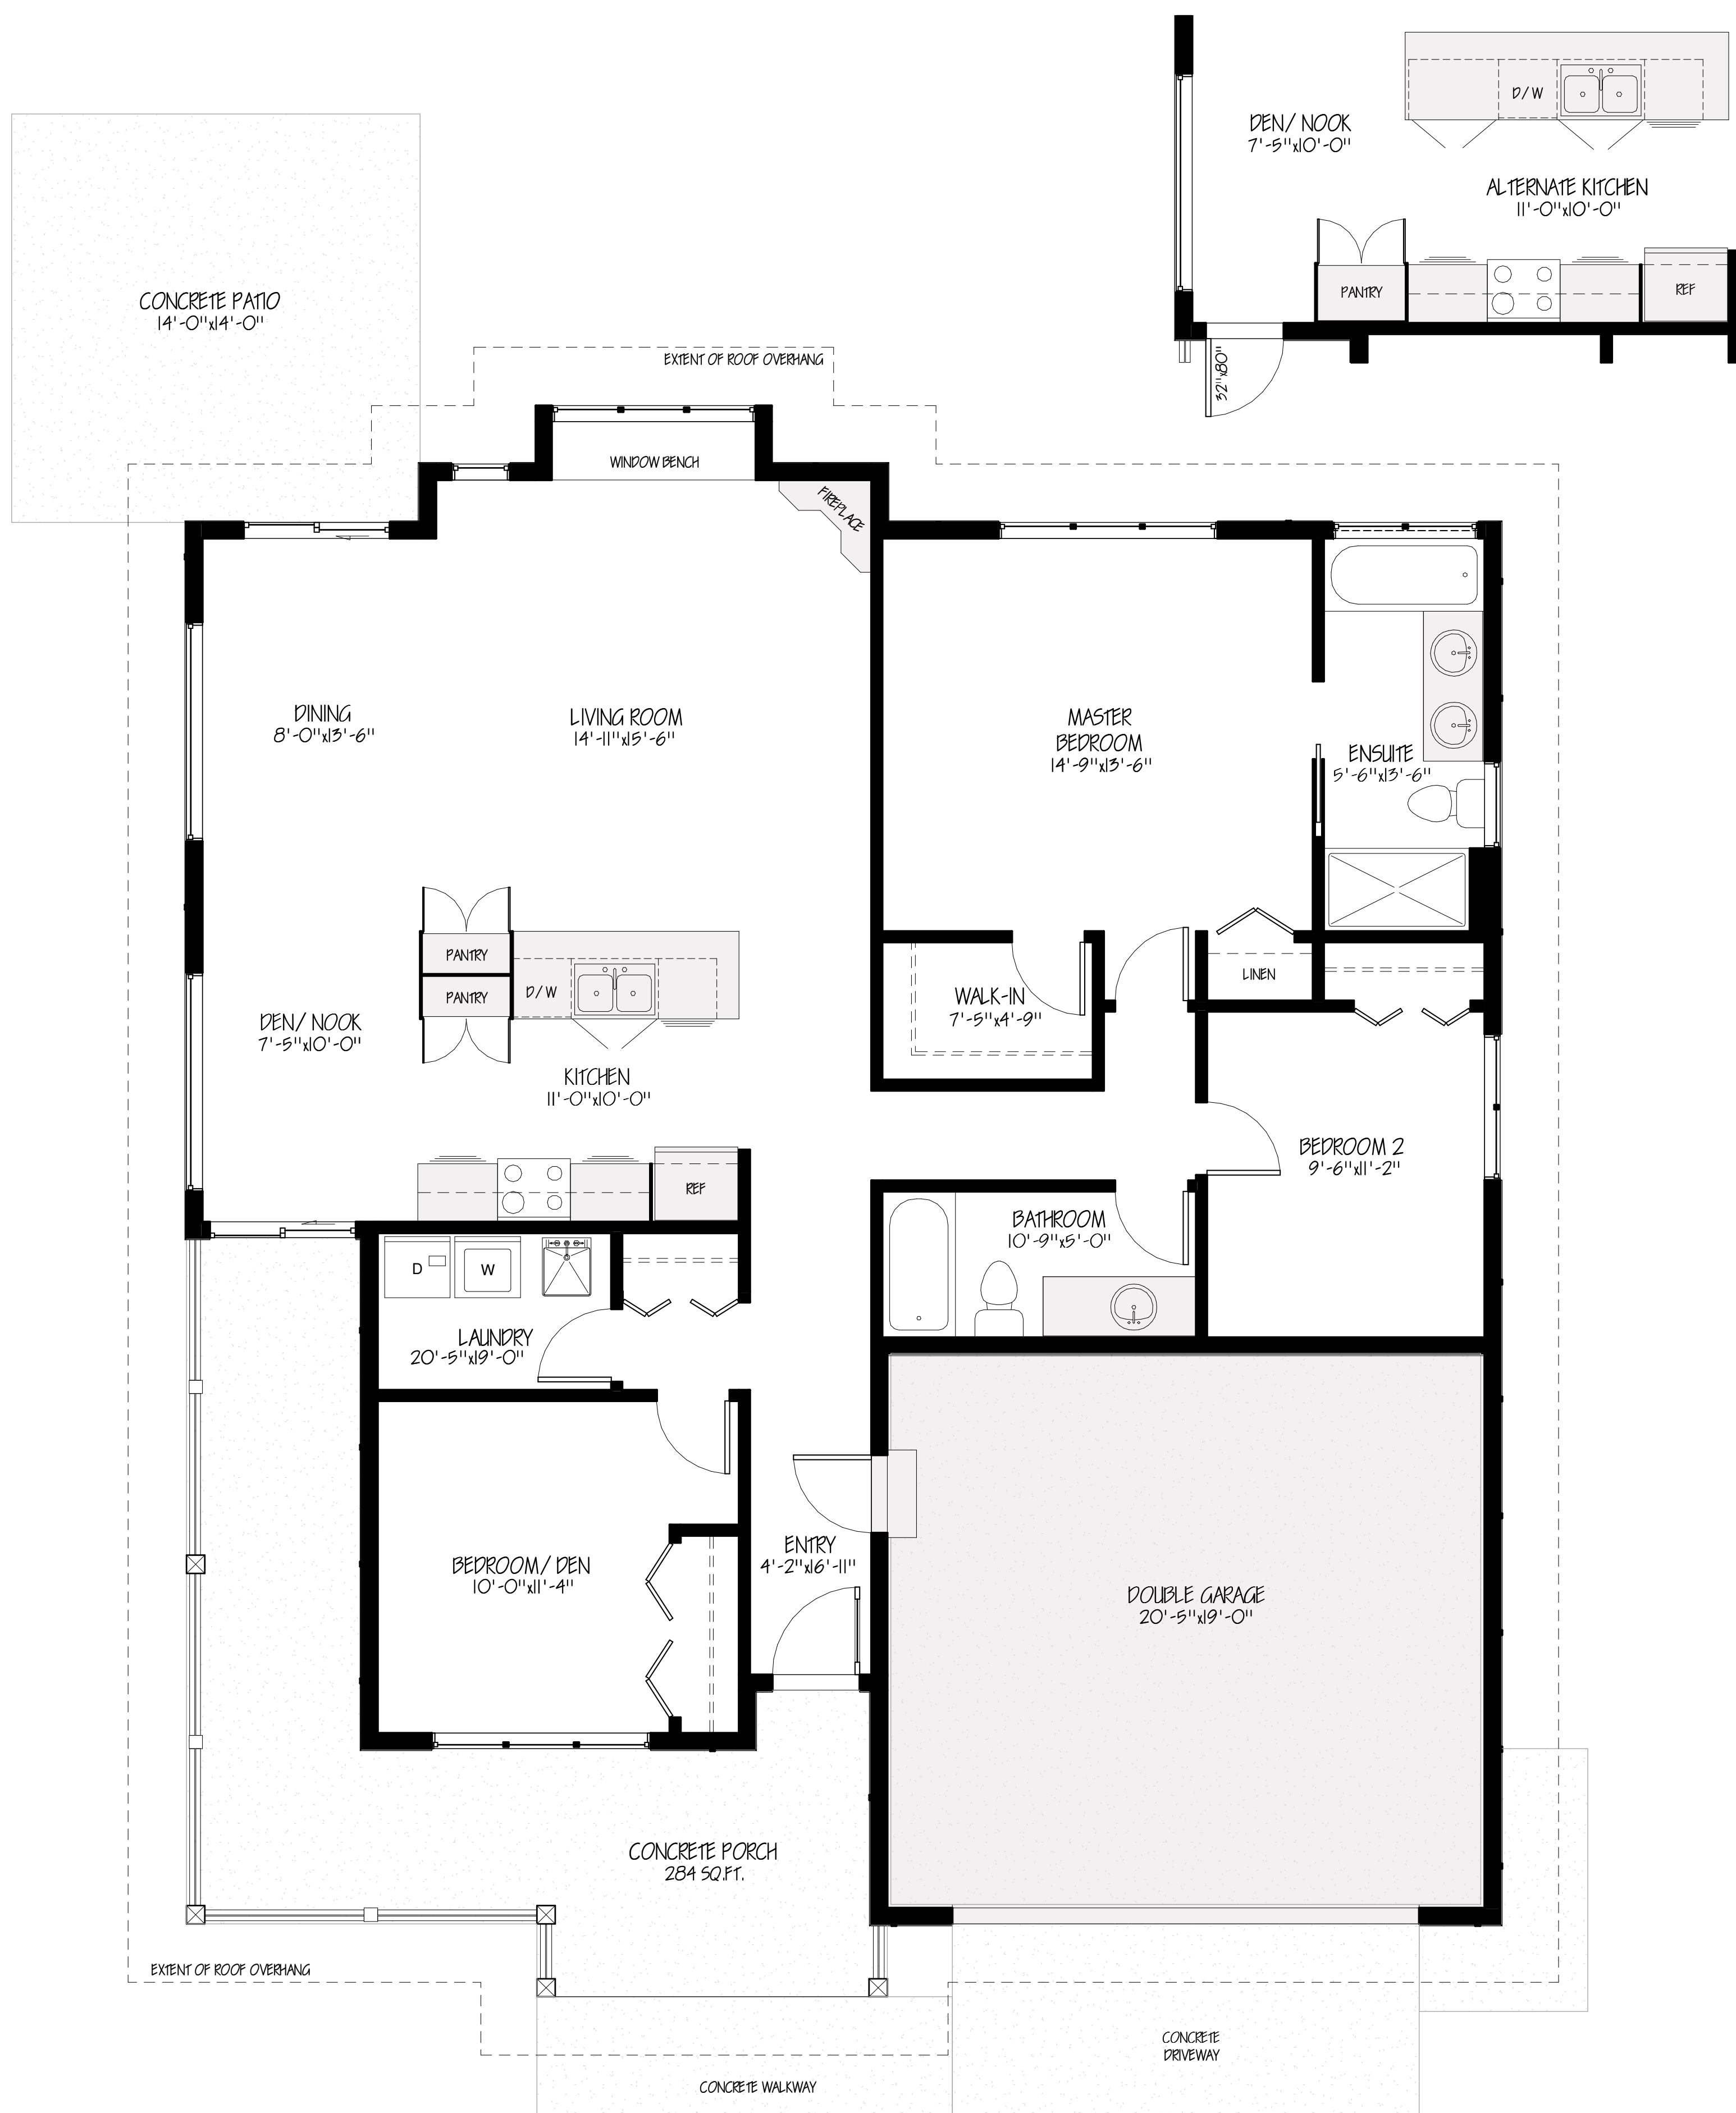 D/W
DEN/ NOOK
7'-5"x10'-0"
ALTERNATE KITCHEN
11'-0"x10'-0"
PANTRY
REF
32"x80"
CONCRETE PATIO
14'-0"x14'-0"
EXTENT OF ROOF OVERHANG
WINDOW BENCH
FIREPLACE
DINING
8'-0"x13'-6"
LIVING ROOM
14'-11"x15'-6"
MASTER
BEDROOM
14'-9"x13'-6"
ENSUITE
5'-6"x13'-6"
PANTRY
PANTRY
D/W
LINEN
WALK-IN
7'-5"x4'-9"
DEN/ NOOK
7'-5"x10'-0"
KITCHEN
11'-0"x10'-0"
BEDROOM 2
9'-6"x11'-2"
REF
BATHROOM
10'-9"x5'-0"
D
W
LAUNDRY
20'-5"x19'-0"
BEDROOM/ DEN
10'-0"x11'-4"
ENTRY
4'-2"x16'-11"
DOUBLE GARAGE
20'-5"x19'-0"
CONCRETE PORCH
284 SQ.FT.
EXTENT OF ROOF OVERHANG
CONCRETE
DRIVEWAY
CONCRETE WALKWAY